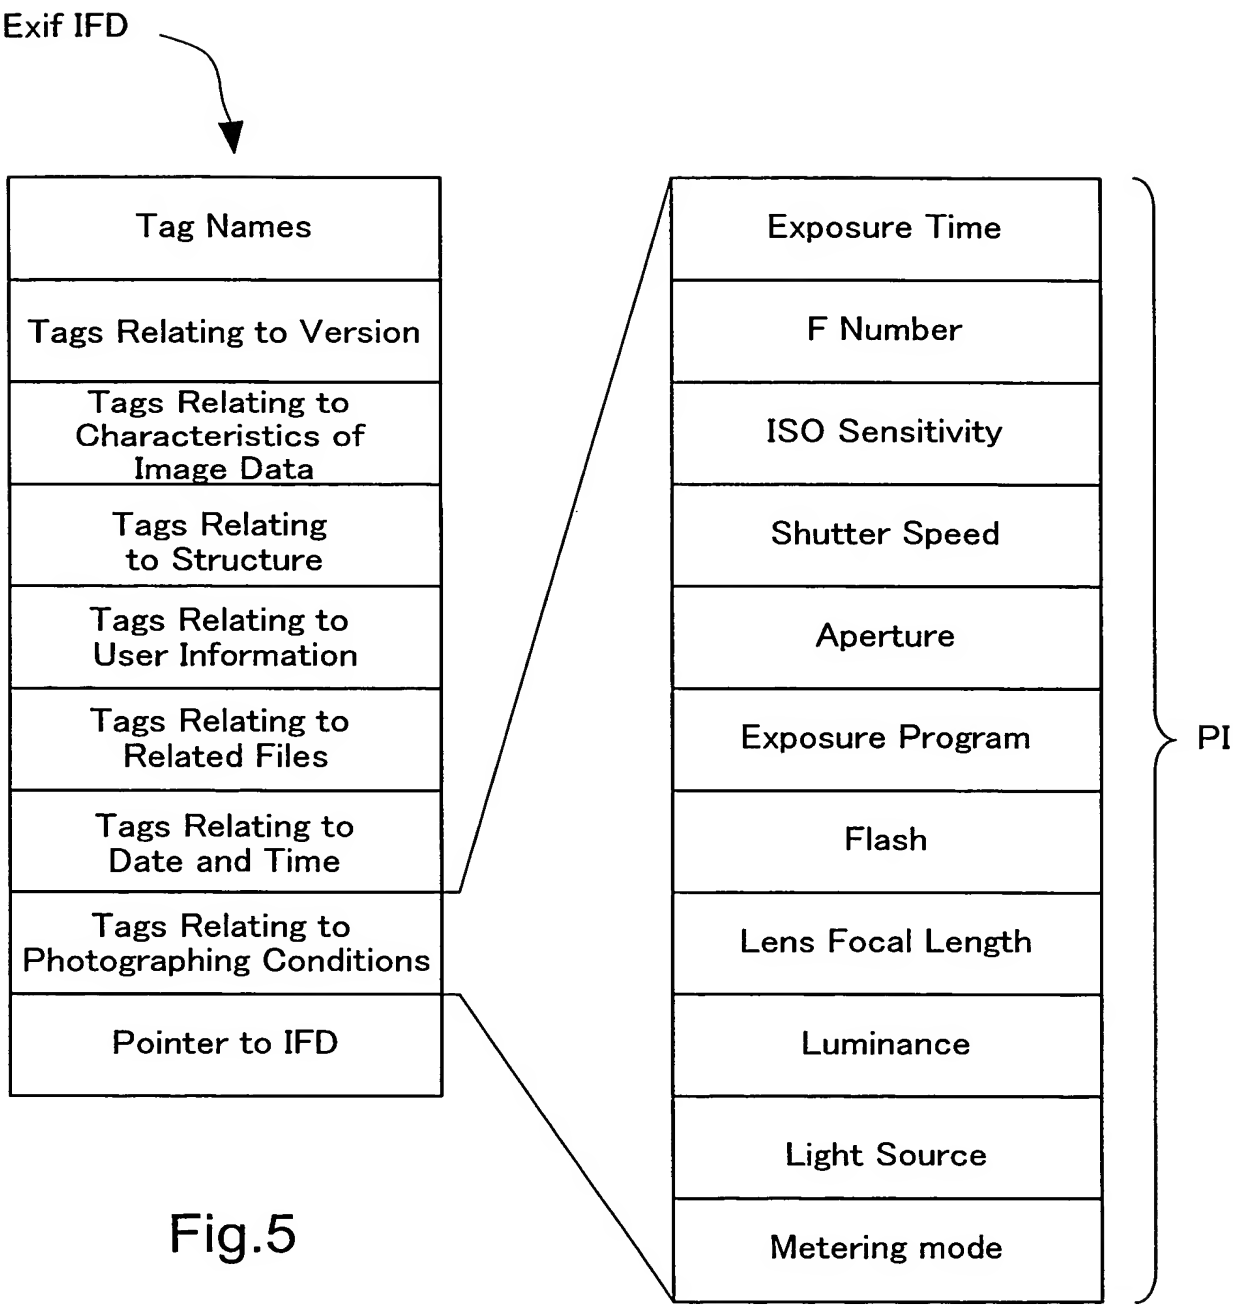 Exif IFD
Tag Names
Tags Relating to Version
Tags Relating to
Characteristics of
Image Data
Tags Relating
to Structure
Tags Relating to
User Information
Tags Relating to
Related Files
Tags Relating to
Date and Time
Tags Relating to
Photographing Conditions
Pointer to IFD
Exposure Time
F Number
ISO Sensitivity
Shutter Speed
Aperture
Exposure Program
Flash
Lens Focal Length
Luminance
Light Source
Metering mode
PI
Fig.5